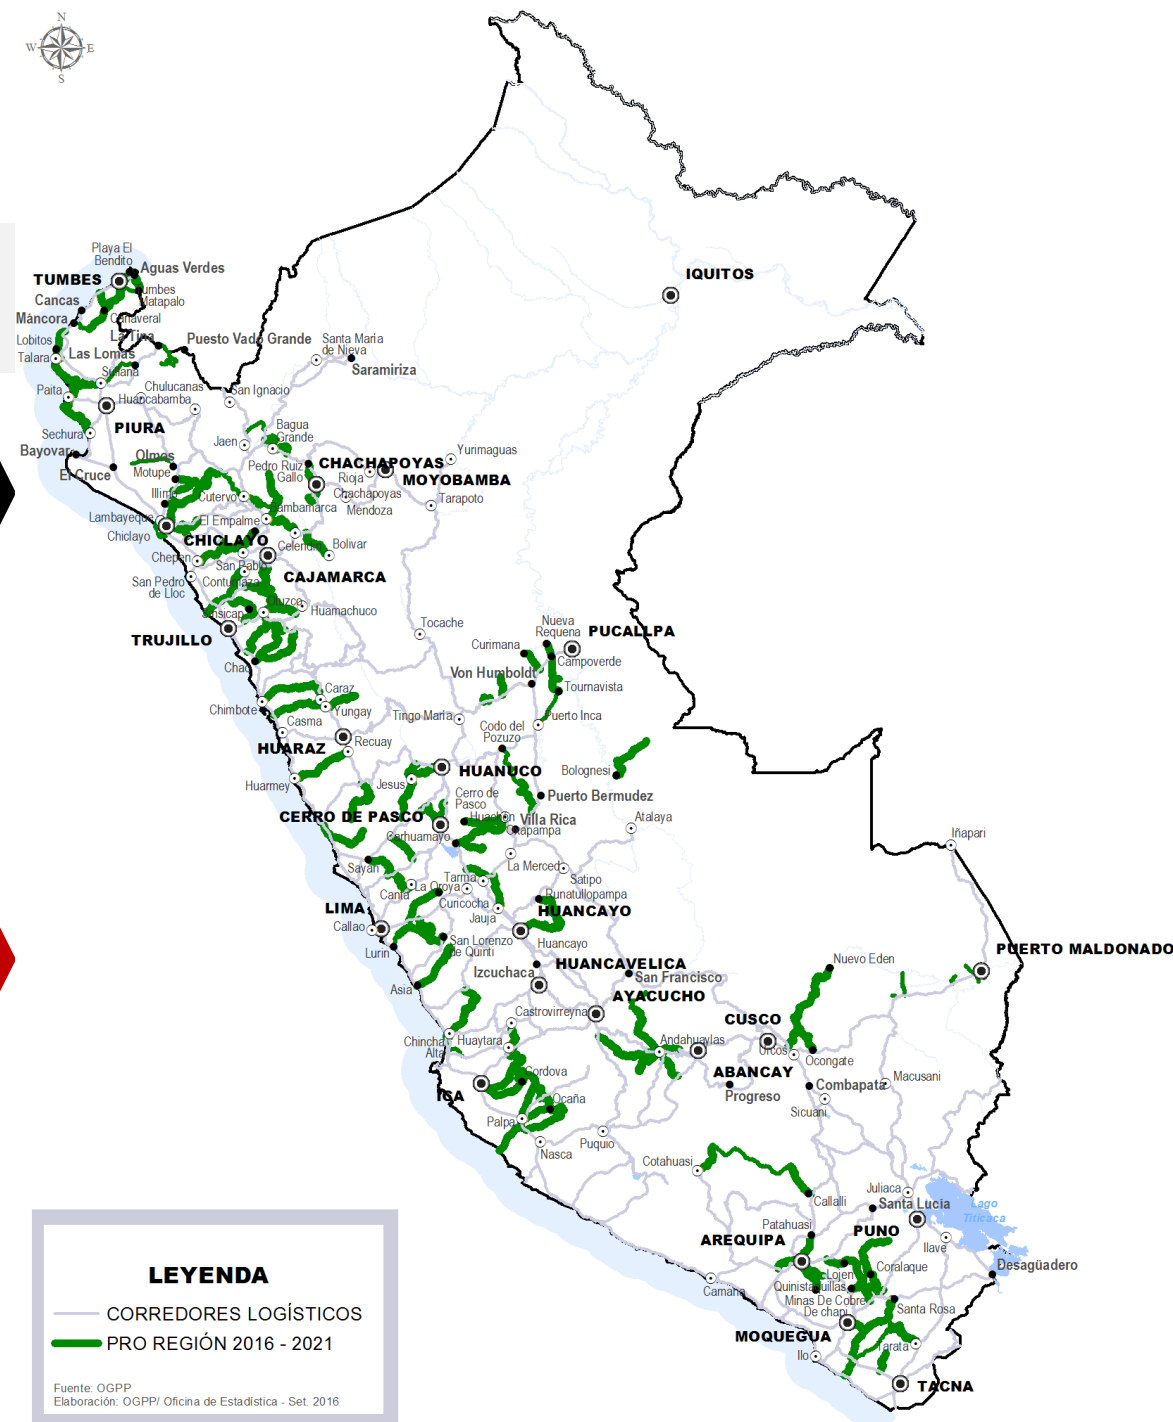 N
W
E
S
Playa El
Bendito
Aguas Verdes
TUMBES
Cancas
Matapalo
Máncora
Cañaveral
Lobitos
La Tina
Puesto Vado Grande
Talara
Las Lomas
Santa María
de Nieva
Saramiriza
Sullana
Paita
Chulucanas
Huancabamba
San Ignacio
IQUITOS
PIURA
Sechura
Bagua
Grande
Jaen
Bayovar
Olmos
El Cruce
Motupe
Pedro Ruiz
Gallo
CHACHAPOYAS
Yurimaguas
Rioja
MOYOBAMBA
Illimo
Cutervo
Chachapoyas
Mendoza
Tarapoto
Lambayeque
Bambamarca
El Empalme
Chiclayo
CHICLAYO
Celendin
Bolivar
Chepen
San Pablo
CAJAMARCA
San Pedro
de Lloc
Contumaza
Sinsicap
Otuzco
Huamachuco
TRUJILLO
Tocache
Nueva
Requena
PUCALLPA
Curimana
Campoverde
Chao
Von Humboldt
Tournavista
Caraz
Chimbote
Yungay
Tingo Maria
Puerto Inca
Casma
Codo del
Pozuzo
HUARAZ
Recuay
HUANUCO
Bolognesi
Huarmey
Jesus
Puerto Bermudez
Cerro de
Pasco
CERRO DE PASCO
Huachon
Villa Rica
Oxapampa
Atalaya
Carhuamayo
Iñapari
Sayan
La Merced
Tarma
Satipo
Canta
La Oroya
Runatullopampa
Curicocha
LIMA
Jauja
HUANCAYO
Callao
San Lorenzo
de Quinti
Huancayo
Lurin
PUERTO MALDONADO
Izcuchaca
HUANCAVELICA
Nuevo Eden
San Francisco
Asia
AYACUCHO
Castrovirreyna
CUSCO
Chincha
Alta
Huaytara
Andahuaylas
Urcos
Ocongate
ABANCAY
Cordova
Macusani
ICA
Progreso
Combapata
Ocaña
Sicuani
Palpa
Puquio
Nasca
Cotahuasi
Callalli
Juliaca
Santa Lucia
Lago
Titicaca
Patahuasi
PUNO
AREQUIPA
Ilave
Desagüadero
Lojen
Coralaque
Camana
Quinistaquillas
Minas De Cobre
De chapi
Santa Rosa
MOQUEGUA
Tarata
Ilo
TACNA
LEYENDA
CORREDORES LOGÍSTICOS
PRO REGIÓN 2016 - 2021
Fuente: OGPP
Elaboración: OGPP/ Oficina de Estadística - Set. 2016